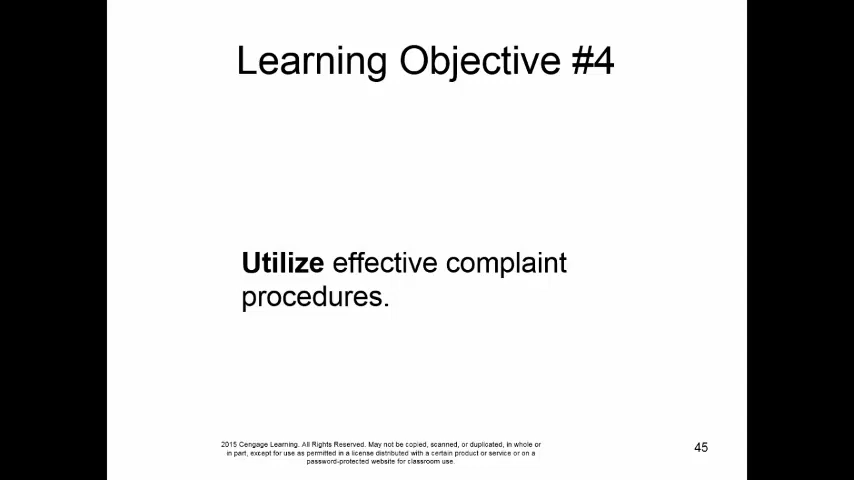 Learning Objective #4
Utilize effective complaint
procedures.
2015 Cengage Learning. All Rights Reserved. May not be copied, scanned, or duplicated, in whole or
in part, except for use as permitted in a license distributed with a certain product or service or on a
password-protected website for classroom use.
45